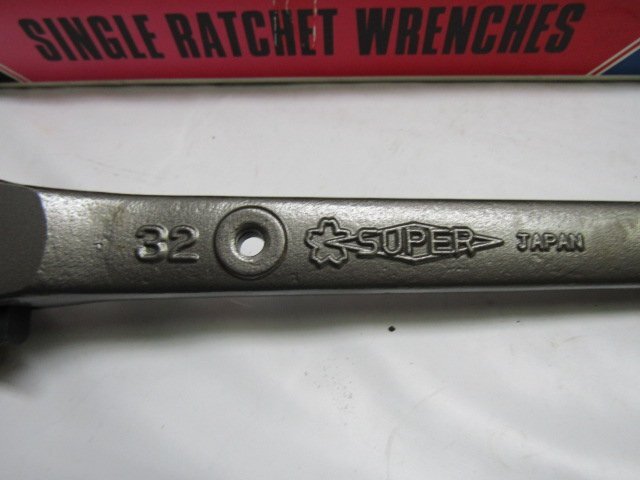 SINGLE RATCHET WRENCHES
32 SUPER JAPAN